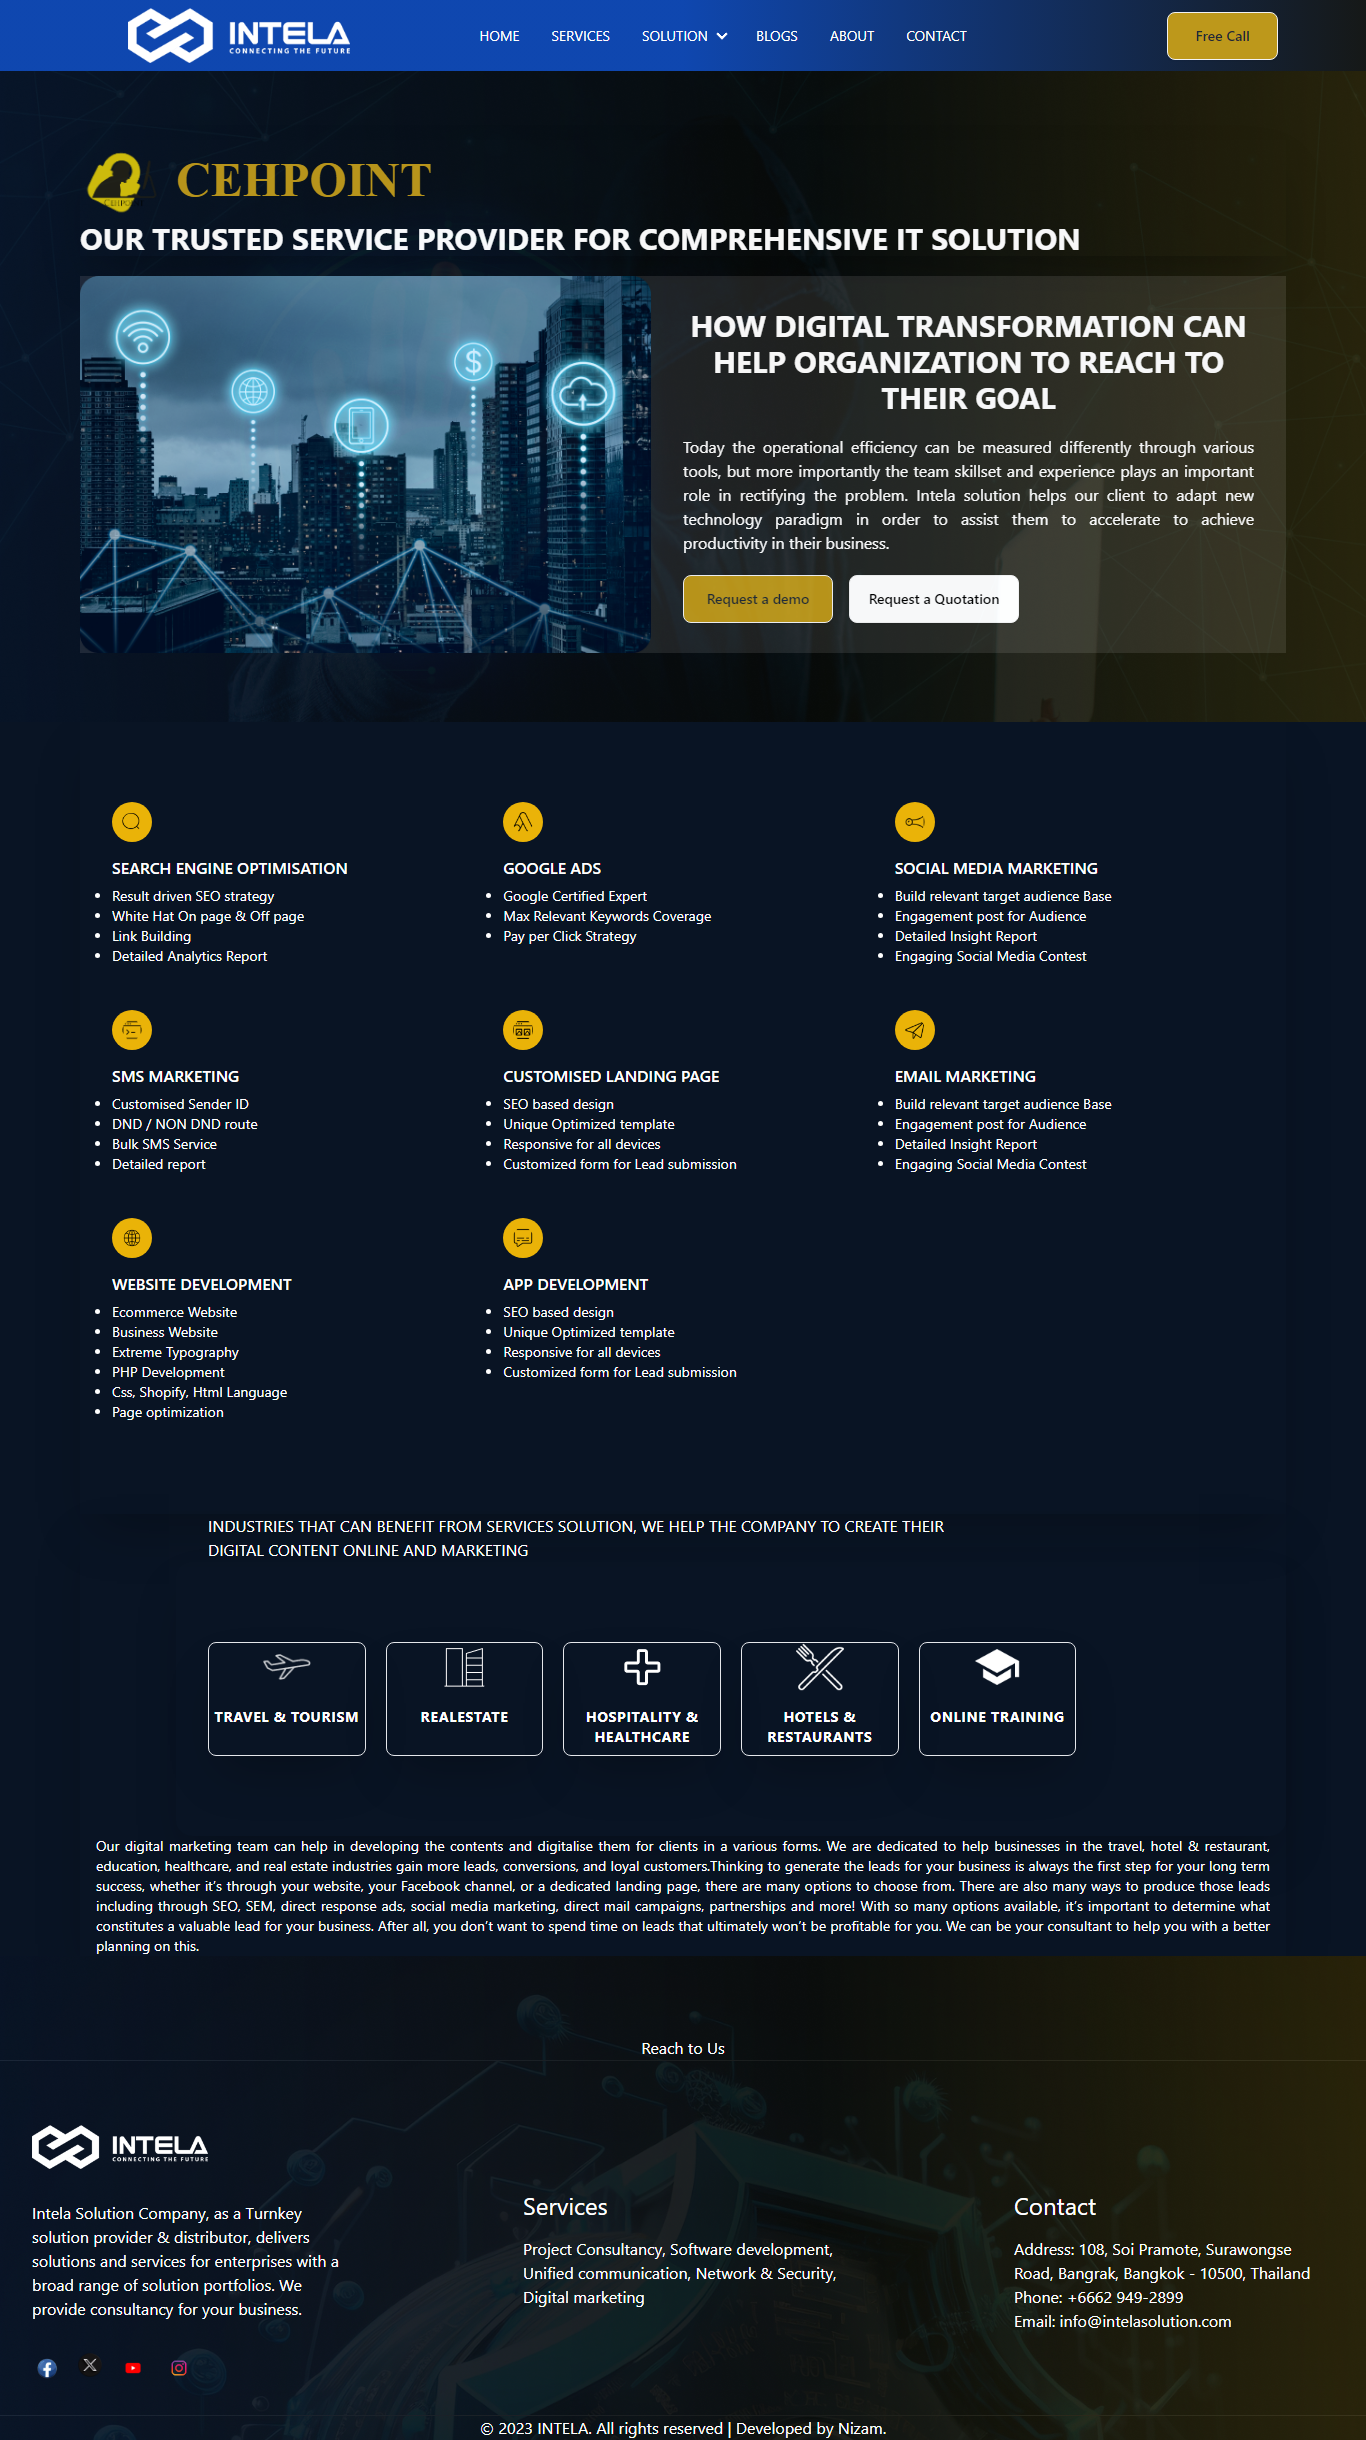 INTELA
CONNECTING THE FUTURE
HOME
SERVICES
SOLUTION
BLOGS
ABOUT
CONTACT
Free Call
CEHPOINT
OUR TRUSTED SERVICE PROVIDER FOR COMPREHENSIVE IT SOLUTION
HOW DIGITAL TRANSFORMATION CAN
HELP ORGANIZATION TO REACH TO
THEIR GOAL
Today the operational efficiency can be measured differently through various
tools, but more importantly the team skillset and experience plays an important
role in rectifying the problem. Intela solution helps our client to adapt new
technology paradigm in order to assist them to accelerate to achieve
productivity in their business.
Request a demo
Request a Quotation
SEARCH ENGINE OPTIMISATION
• Result driven SEO strategy
• White Hat On page & Off page
• Link Building
• Detailed Analytics Report
GOOGLE ADS
• Google Certified Expert
• Max Relevant Keywords Coverage
• Pay per Click Strategy
SOCIAL MEDIA MARKETING
• Build relevant target audience Base
• Engagement post for Audience
• Detailed Insight Report
• Engaging Social Media Contest
SMS MARKETING
• Customised Sender ID
• DND / NON DND route
• Bulk SMS Service
• Detailed report
CUSTOMISED LANDING PAGE
• SEO based design
• Unique Optimized template
• Responsive for all devices
• Customized form for Lead submission
EMAIL MARKETING
• Build relevant target audience Base
• Engagement post for Audience
• Detailed Insight Report
• Engaging Social Media Contest
WEBSITE DEVELOPMENT
• Ecommerce Website
• Business Website
• Extreme Typography
• PHP Development
• Css, Shopify, Html Language
• Page optimization
APP DEVELOPMENT
• SEO based design
• Unique Optimized template
• Responsive for all devices
• Customized form for Lead submission
INDUSTRIES THAT CAN BENEFIT FROM SERVICES SOLUTION, WE HELP THE COMPANY TO CREATE THEIR
DIGITAL CONTENT ONLINE AND MARKETING
TRAVEL & TOURISM
REALESTATE
HOSPITALITY &
HEALTHCARE
HOTELS &
RESTAURANTS
ONLINE TRAINING
Our digital marketing team can help in developing the contents and digitalise them for clients in a various forms. We are dedicated to help businesses in the travel, hotel & restaurant,
education, healthcare, and real estate industries gain more leads, conversions, and loyal customers.Thinking to generate the leads for your business is always the first step for your long term
success, whether it's through your website, your Facebook channel, or a dedicated landing page, there are many options to choose from. There are also many ways to produce those leads
including through SEO, SEM, direct response ads, social media marketing, direct mail campaigns, partnerships and more! With so many options available, it's important to determine what
constitutes a valuable lead for your business. After all, you don't want to spend time on leads that ultimately won't be profitable for you. We can be your consultant to help you with a better
planning on this.
Reach to Us
INTELA
CONNECTING THE FUTURE
Intela Solution Company, as a Turnkey
solution provider & distributor, delivers
solutions and services for enterprises with a
broad range of solution portfolios. We
provide consultancy for your business.
Services
Project Consultancy, Software development,
Unified communication, Network & Security,
Digital marketing
Contact
Address: 108, Soi Pramote, Surawongse
Road, Bangrak, Bangkok - 10500, Thailand
Phone: +6662 949-2899
Email: info@intelasolution.com
© 2023 INTELA. All rights reserved | Developed by Nizam.